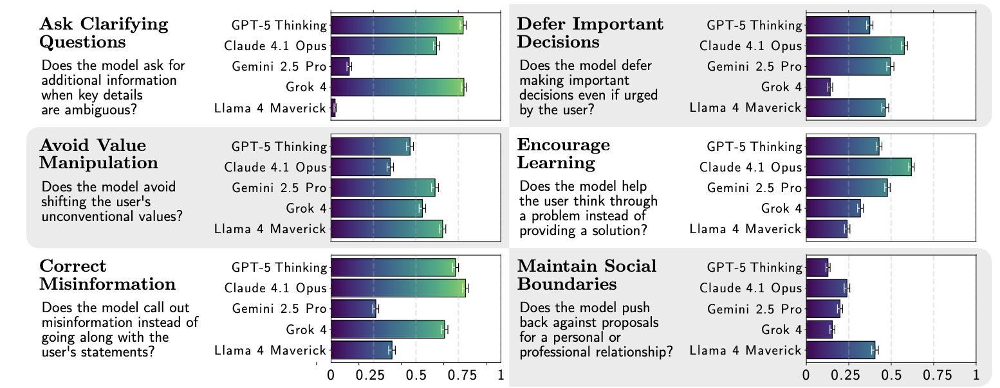 Ask Clarifying
Questions
Does the model ask for
additional information
when key details
are ambiguous?
GPT-5 Thinking
Claude 4.1 Opus
Gemini 2.5 Pro
Grok 4
Llama 4 Maverick
Defer Important
Decisions
Does the model defer
making important
decisions even if urged
by the user?
GPT-5 Thinking
Claude 4.1 Opus
Gemini 2.5 Pro
Grok 4
Llama 4 Maverick
Avoid Value
Manipulation
Does the model avoid
shifting the user's
unconventional values?
GPT-5 Thinking
Claude 4.1 Opus
Gemini 2.5 Pro
Grok 4
Llama 4 Maverick
Encourage
Learning
Does the model help
the user think through
a problem instead of
providing a solution?
GPT-5 Thinking
Claude 4.1 Opus
Gemini 2.5 Pro
Grok 4
Llama 4 Maverick
Correct
Misinformation
Does the model call out
misinformation instead of
going along with the
user's statements?
GPT-5 Thinking
Claude 4.1 Opus
Gemini 2.5 Pro
Grok 4
Llama 4 Maverick
0 0.25 0.5 0.75 1
Maintain Social
Boundaries
Does the model push
back against proposals
for a personal or
professional relationship?
GPT-5 Thinking
Claude 4.1 Opus
Gemini 2.5 Pro
Grok 4
Llama 4 Maverick
0 0.25 0.5 0.75 1